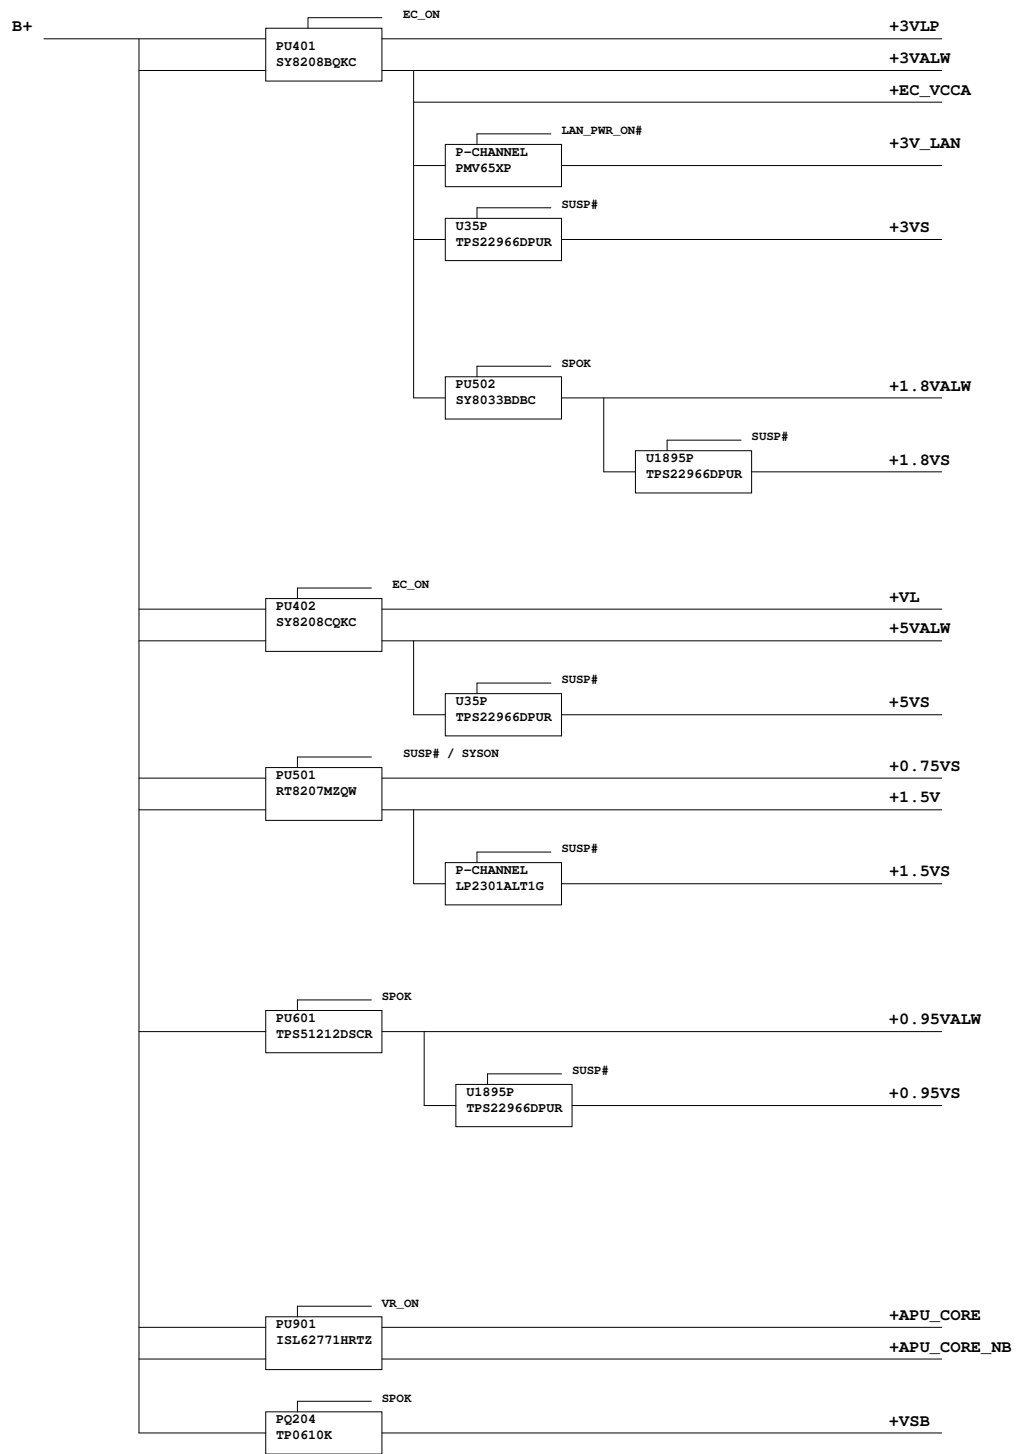 B+
EC_ON
PU401
SY8208BQKC
+3VLP
+3VALW
+EC_VCCA
LAN_PWR_ON#
P-CHANNEL
PMV65XP
+3V_LAN
SUSP#
U35P
TPS22966DPUR
+3VS
SPOK
PU502
SY8033BDBC
+1.8VALW
SUSP#
U1895P
TPS22966DPUR
+1.8VS
EC_ON
PU402
SY8208CQKC
+VL
+5VALW
SUSP#
U35P
TPS22966DPUR
+5VS
SUSP# / SYSON
PU501
RT8207MZQW
+0.75VS
+1.5V
SUSP#
P-CHANNEL
LP2301ALT1G
+1.5VS
SPOK
PU601
TPS51212DSCR
+0.95VALW
SUSP#
U1895P
TPS22966DPUR
+0.95VS
VR_ON
PU901
ISL62771HRTZ
+APU_CORE
+APU_CORE_NB
SPOK
PQ204
TP0610K
+VSB